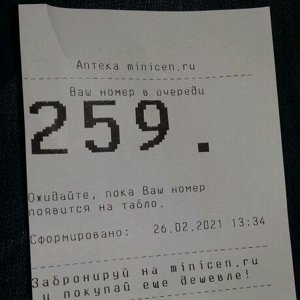 Аптека minicen.ru
Ваш номер в очереди
259.
Ожидайте, пока Ваш номер
появится на табло.
Сформировано: 26.02.2021 13:34
Забронируй на minicen.ru
и покупай еще дешевле!